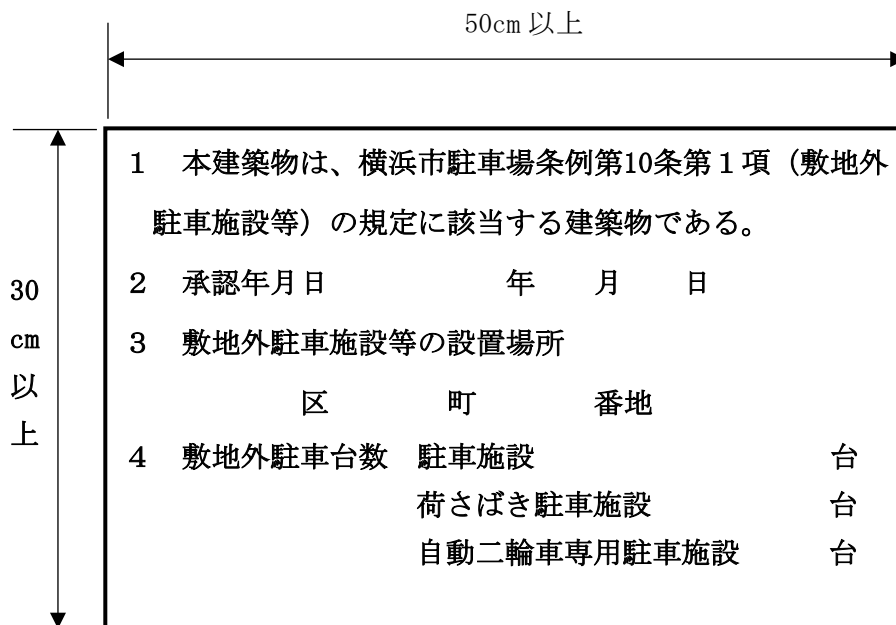 50cm 以上
30
cm
以
上
1　本建築物は、横浜市駐車場条例第10条第１項（敷地外
駐車施設等）の規定に該当する建築物である。
2　承認年月日　　　　　　年　　月　　日
3　敷地外駐車施設等の設置場所
区　　　　町　　　　番地
4　敷地外駐車台数　駐車施設　　　　　　　　　　台
荷さばき駐車施設　　　　　　台
自動二輪車専用駐車施設　　　台